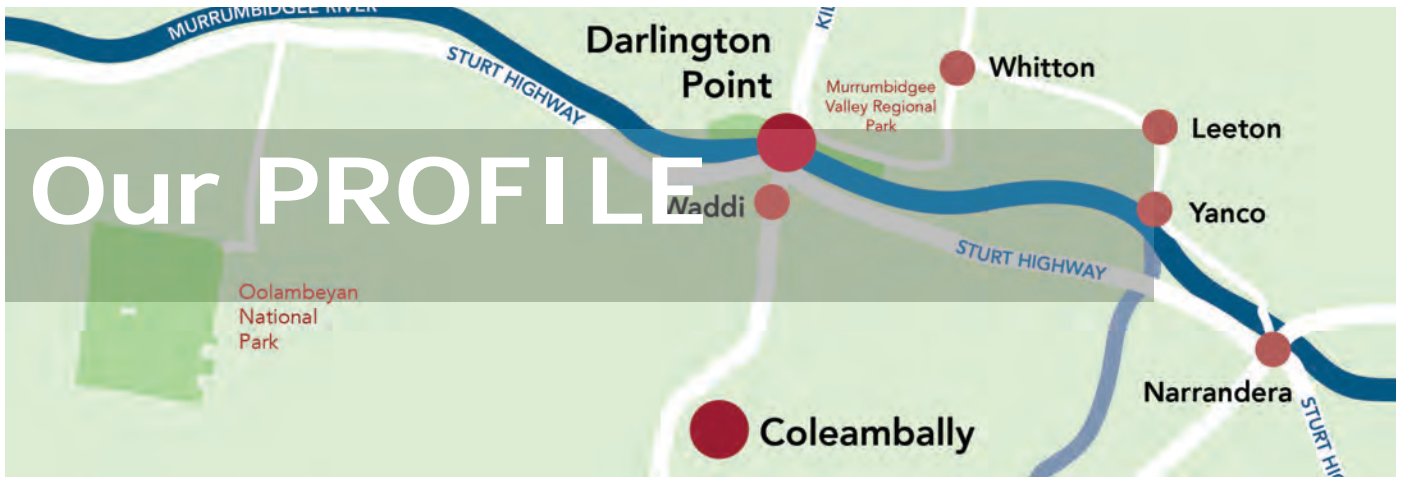 MURRUMBIDGEE RIVER
STURT HIGHWAY
Darlington
Point
Murrumbidgee
Valley Regional
Park
Whitton
Leeton
Our PROFILE
Waddi
Yanco
STURT HIGHWAY
Oolambeyan
National
Park
Narrandera
Coleambally
STURT